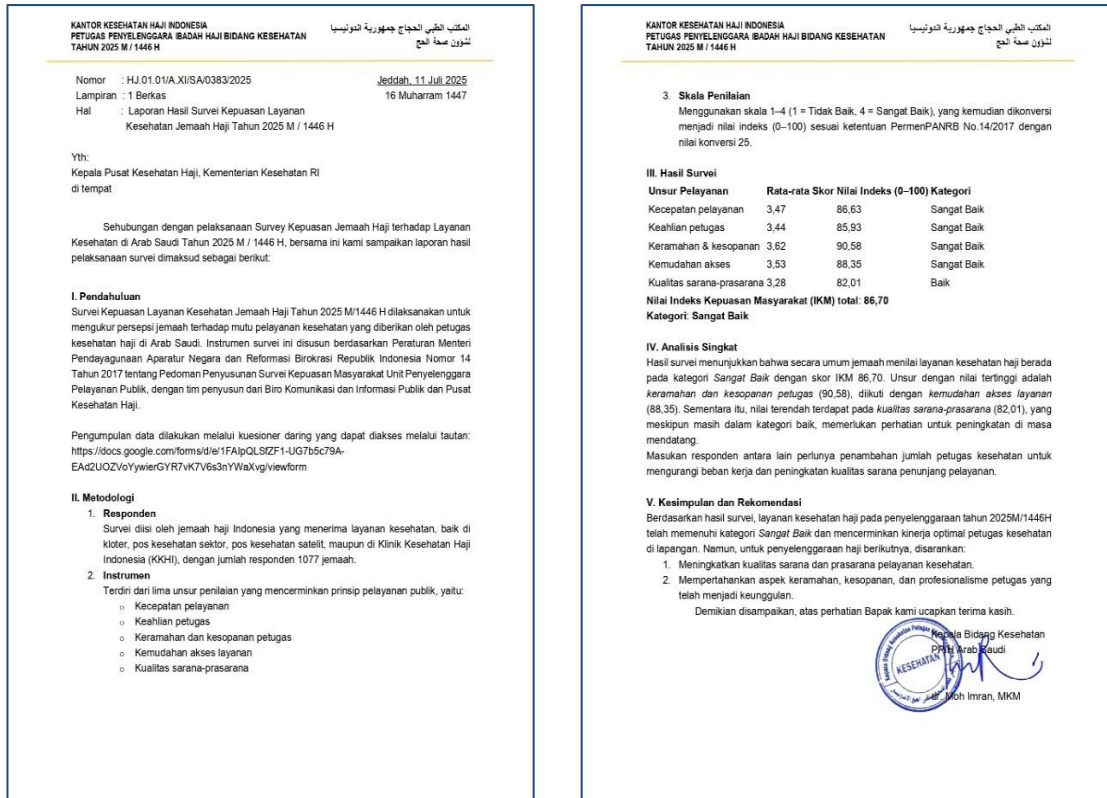 KANTOR KESEHATAN HAJI INDONESIA
PETUGAS PENYELENGGARA IBADAH HAJI BIDANG KESEHATAN
TAHUN 2025 M / 1446 H
المكتب الطبي الحجاج جمهورية اندونيسيا
لشؤون صحة الحج
Nomor : HJ.01.01/A.XI/SA/0383/2025
Jeddah, 11 Juli 2025
Lampiran : 1 Berkas
16 Muharram 1447
Hal : Laporan Hasil Survei Kepuasan Layanan
Kesehatan Jemaah Haji Tahun 2025 M / 1446 H
Yth:
Kepala Pusat Kesehatan Haji, Kementerian Kesehatan RI
di tempat
Sehubungan dengan pelaksanaan Survey Kepuasan Jemaah Haji terhadap Layanan
Kesehatan di Arab Saudi Tahun 2025 M / 1446 H, bersama ini kami sampaikan laporan hasil
pelaksanaan survei dimaksud sebagai berikut:
I. Pendahuluan
Survei Kepuasan Layanan Kesehatan Jemaah Haji Tahun 2025 M/1446 H dilaksanakan untuk
mengukur persepsi jemaah terhadap mutu pelayanan kesehatan yang diberikan oleh petugas
kesehatan haji di Arab Saudi. Instrumen survei ini disusun berdasarkan Peraturan Menteri
Pendayagunaan Aparatur Negara dan Reformasi Birokrasi Republik Indonesia Nomor 14
Tahun 2017 tentang Pedoman Penyusunan Survei Kepuasan Masyarakat Unit Penyelenggara
Pelayanan Publik, dengan tim penyusun dari Biro Komunikasi dan Informasi Publik dan Pusat
Kesehatan Haji.
Pengumpulan data dilakukan melalui kuesioner daring yang dapat diakses melalui tautan:
https://docs.google.com/forms/d/e/1FAIpQLSfZF1-UG7b5c79A-
EAd2UOZVoYywierGYR7vK7V6s3nYWaXvg/viewform
II. Metodologi
1. Responden
Survei diisi oleh jemaah haji Indonesia yang menerima layanan kesehatan, baik di
kloter, pos kesehatan sektor, pos kesehatan satelit, maupun di Klinik Kesehatan Haji
Indonesia (KKHI), dengan jumlah responden 1077 jemaah.
2. Instrumen
Terdiri dari lima unsur penilaian yang mencerminkan prinsip pelayanan publik, yaitu:
○ Kecepatan pelayanan
○ Keahlian petugas
○ Keramahan dan kesopanan petugas
○ Kemudahan akses layanan
○ Kualitas sarana-prasarana
KANTOR KESEHATAN HAJI INDONESIA
PETUGAS PENYELENGGARA IBADAH HAJI BIDANG KESEHATAN
TAHUN 2025 M / 1446 H
المكتب الطبي الحجاج جمهورية اندونيسيا
لشؤون صحة الحج
3. Skala Penilaian
Menggunakan skala 1–4 (1 = Tidak Baik, 4 = Sangat Baik), yang kemudian dikonversi
menjadi nilai indeks (0–100) sesuai ketentuan PermenPANRB No.14/2017 dengan
nilai konversi 25.
III. Hasil Survei
Unsur Pelayanan Rata-rata Skor Nilai Indeks (0–100) Kategori
Kecepatan pelayanan 3,47 86,63 Sangat Baik
Keahlian petugas 3,44 85,93 Sangat Baik
Keramahan & kesopanan 3,62 90,58 Sangat Baik
Kemudahan akses 3,53 88,35 Sangat Baik
Kualitas sarana-prasarana 3,28 82,01 Baik
Nilai Indeks Kepuasan Masyarakat (IKM) total: 86,70
Kategori: Sangat Baik
IV. Analisis Singkat
Hasil survei menunjukkan bahwa secara umum jemaah menilai layanan kesehatan haji berada
pada kategori Sangat Baik dengan skor IKM 86,70. Unsur dengan nilai tertinggi adalah
keramahan dan kesopanan petugas (90,58), diikuti dengan kemudahan akses layanan
(88,35). Sementara itu, nilai terendah terdapat pada kualitas sarana-prasarana (82,01), yang
meskipun masih dalam kategori baik, memerlukan perhatian untuk peningkatan di masa
mendatang.
Masukan responden antara lain perlunya penambahan jumlah petugas kesehatan untuk
mengurangi beban kerja dan peningkatan kualitas sarana penunjang pelayanan.
V. Kesimpulan dan Rekomendasi
Berdasarkan hasil survei, layanan kesehatan haji pada penyelenggaraan tahun 2025M/1446H
telah memenuhi kategori Sangat Baik dan mencerminkan kinerja optimal petugas kesehatan
di lapangan. Namun, untuk penyelenggaraan haji berikutnya, disarankan:
1. Meningkatkan kualitas sarana dan prasarana pelayanan kesehatan.
2. Mempertahankan aspek keramahan, kesopanan, dan profesionalisme petugas yang
telah menjadi keunggulan.
Demikian disampaikan, atas perhatian Bapak kami ucapkan terima kasih.
Kepala Bidang Kesehatan
PPIH Arab Saudi
KESEHATAN
dr. Moh Imran, MKM